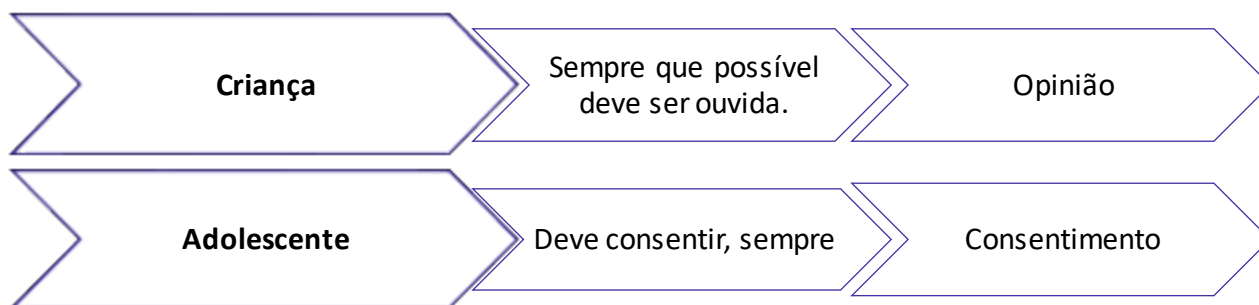 Criança
Sempre que possível
deve ser ouvida.
Opinião
Adolescente
Deve consentir, sempre
Consentimento